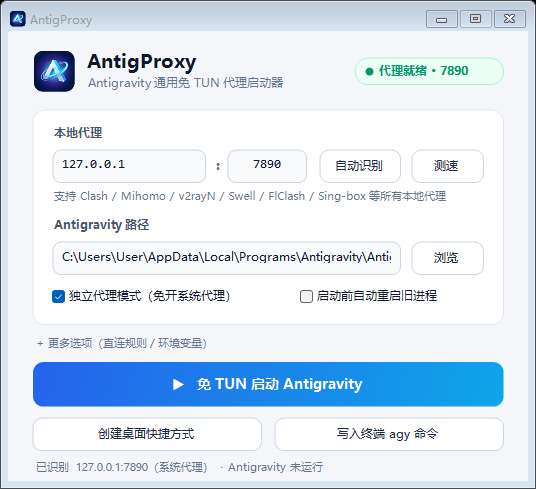 AntigProxy
AntigProxy
Antigravity 通用免 TUN 代理启动器
代理就绪 · 7890
本地代理
127.0.0.1 : 7890 自动识别 测速
支持 Clash / Mihomo / v2rayN / Swell / FlClash / Sing-box 等所有本地代理
Antigravity 路径
C:\Users\User\AppData\Local\Programs\Antigravity\Antig 浏览
独立代理模式（免开系统代理） 启动前自动重启旧进程
+ 更多选项（直连规则 / 环境变量）
▶ 免 TUN 启动 Antigravity
创建桌面快捷方式 写入终端 agy 命令
已识别 127.0.0.1:7890（系统代理） · Antigravity 未运行